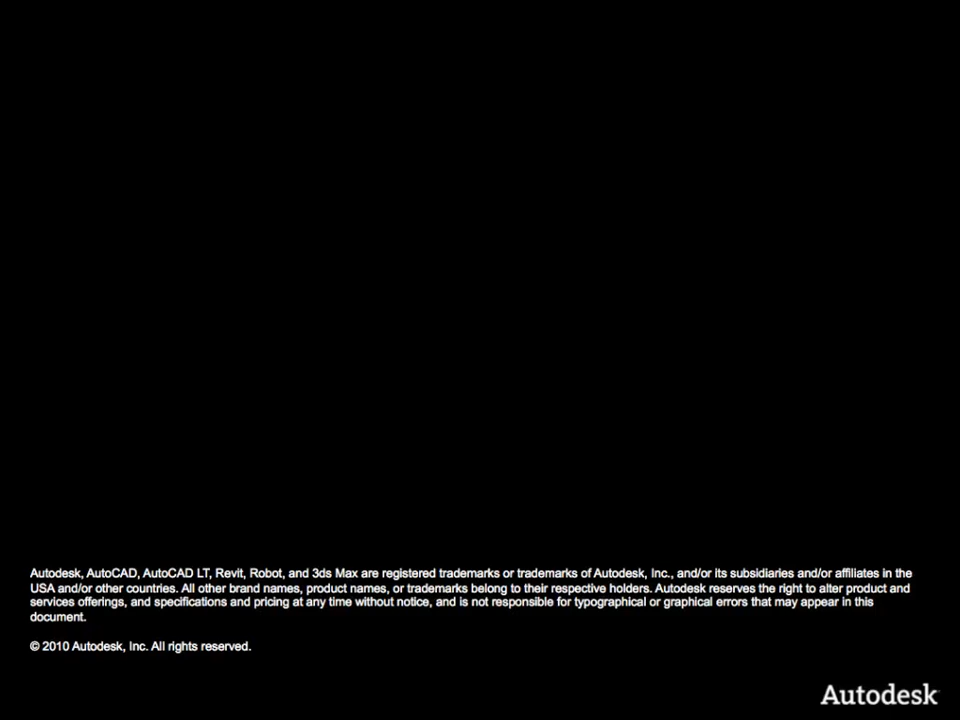 Autodesk, AutoCAD, AutoCAD LT, Revit, Robot, and 3ds Max are registered trademarks or trademarks of Autodesk, Inc., and/or its subsidiaries and/or affiliates in the
USA and/or other countries. All other brand names, product names, or trademarks belong to their respective holders. Autodesk reserves the right to alter product and
services offerings, and specifications and pricing at any time without notice, and is not responsible for typographical or graphical errors that may appear in this
document.
© 2010 Autodesk, Inc. All rights reserved.
Autodesk